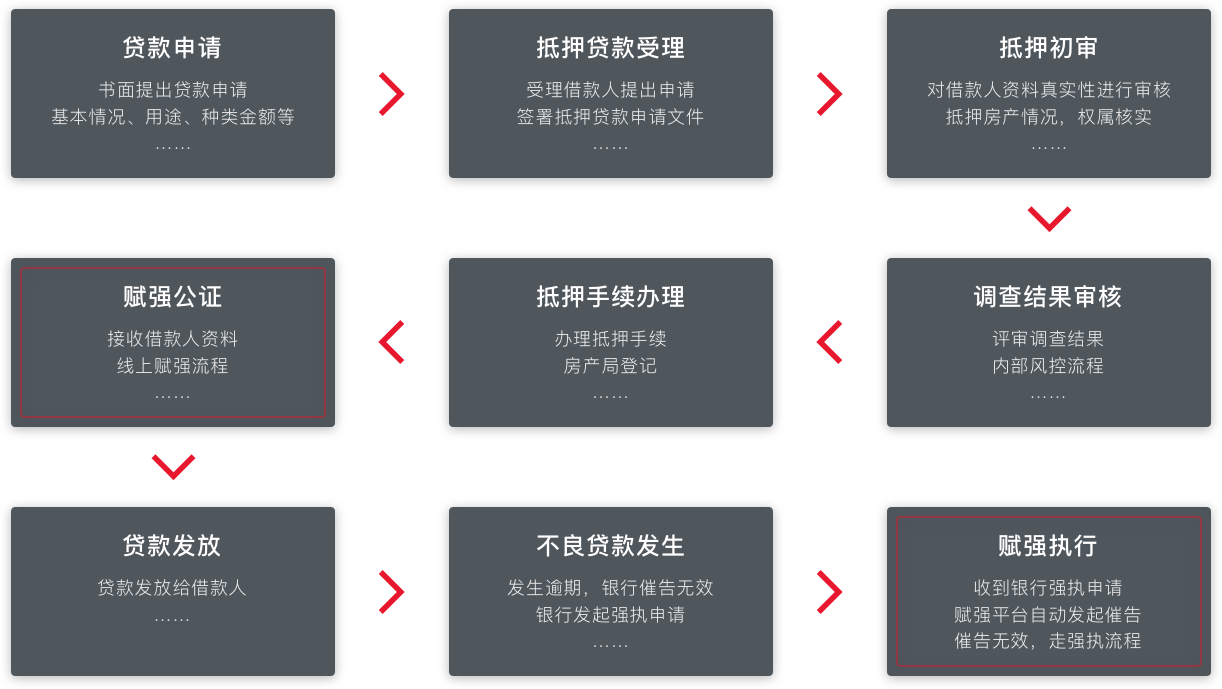 贷款申请
书面提出贷款申请
基本情况、用途、种类金额等
……
抵押贷款受理
受理借款人提出申请
签署抵押贷款申请文件
……
抵押初审
对借款人资料真实性进行审核
抵押房产情况，权属核实
……
调查结果审核
评审调查结果
内部风控流程
……
抵押手续办理
办理抵押手续
房产局登记
……
赋强公证
接收借款人资料
线上赋强流程
……
贷款发放
贷款发放给借款人
……
不良贷款发生
发生逾期，银行催告无效
银行发起强执申请
……
赋强执行
收到银行强执申请
赋强平台自动发起催告
催告无效，走强执流程